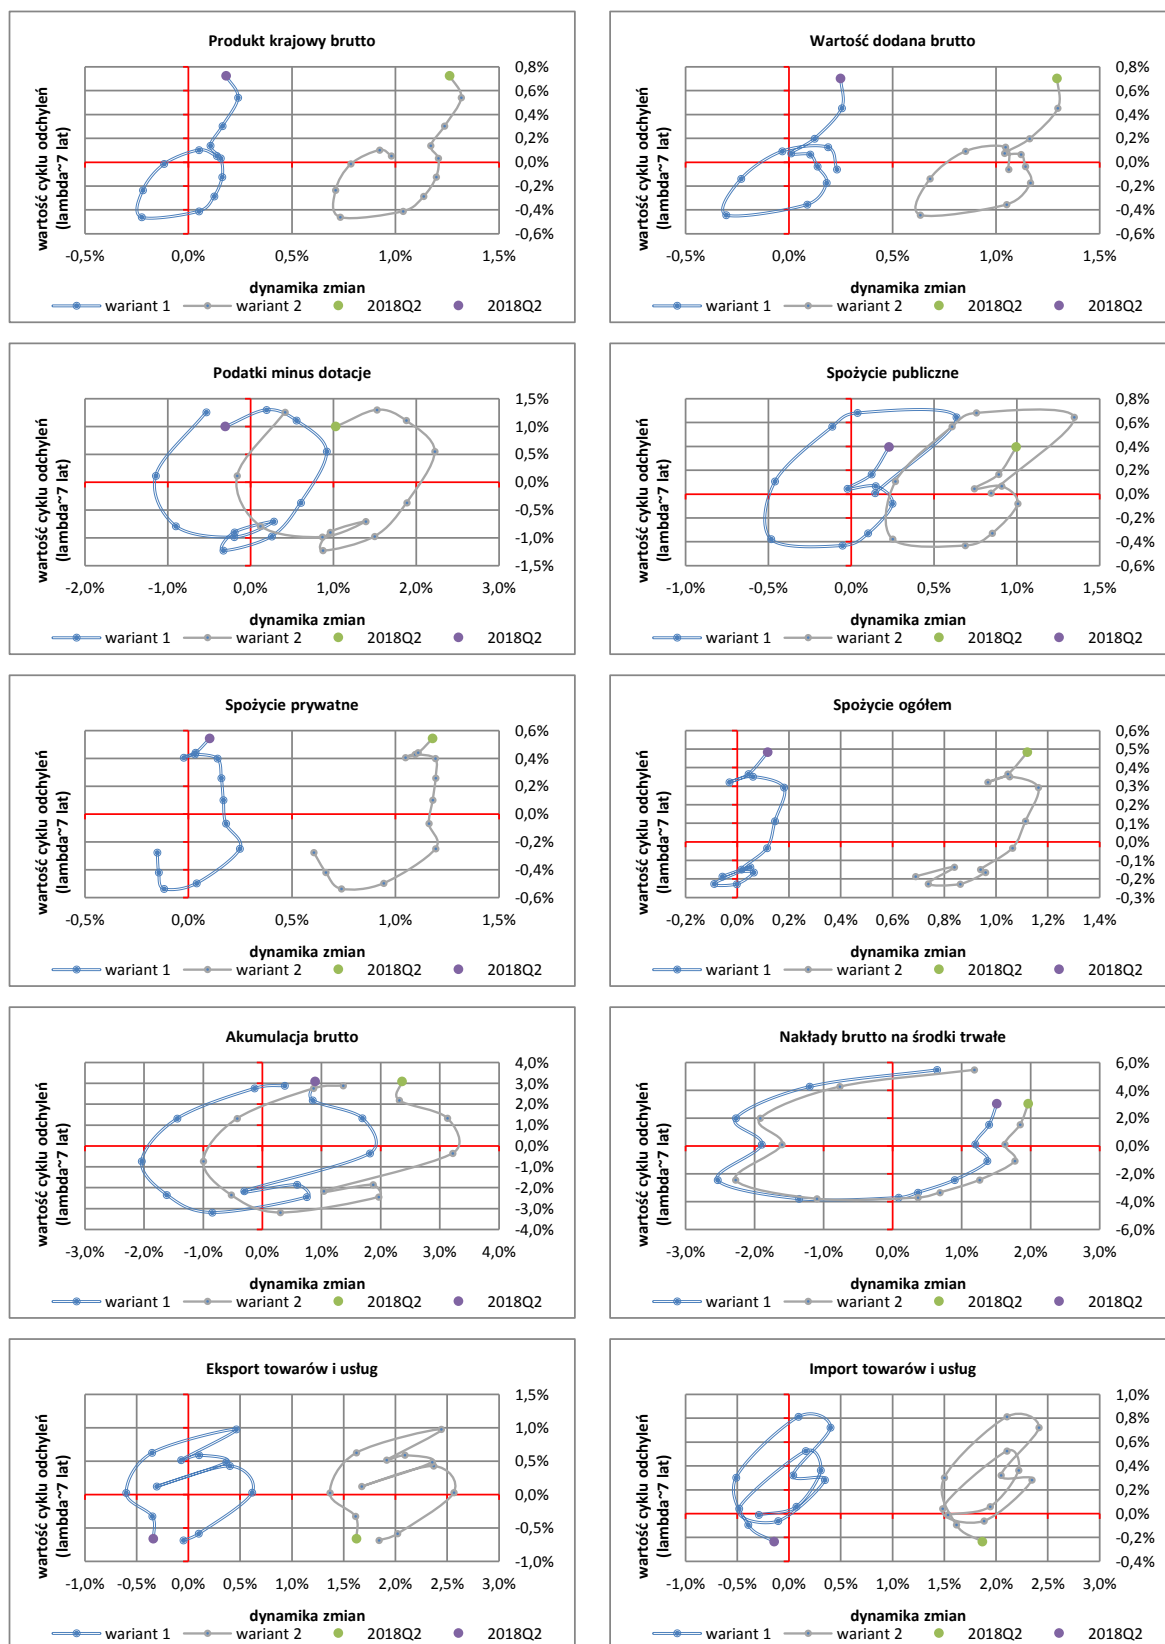 Produkt krajowy brutto
wartość cyklu odchyleń
(lambda~7 lat)
0,8%
0,6%
0,4%
0,2%
0,0%
-0,2%
-0,4%
-0,6%
-0,5% 0,0% 0,5% 1,0% 1,5%
dynamika zmian
wariant 1 wariant 2 2018Q2 2018Q2
Wartość dodana brutto
wartość cyklu odchyleń
(lambda~7 lat)
0,8%
0,6%
0,4%
0,2%
0,0%
-0,2%
-0,4%
-0,6%
-0,5% 0,0% 0,5% 1,0% 1,5%
dynamika zmian
wariant 1 wariant 2 2018Q2 2018Q2
Podatki minus dotacje
wartość cyklu odchyleń
(lambda~7 lat)
1,5%
1,0%
0,5%
0,0%
-0,5%
-1,0%
-1,5%
-2,0% -1,0% 0,0% 1,0% 2,0% 3,0%
dynamika zmian
wariant 1 wariant 2 2018Q2 2018Q2
Spożycie publiczne
wartość cyklu odchyleń
(lambda~7 lat)
0,8%
0,6%
0,4%
0,2%
0,0%
-0,2%
-0,4%
-0,6%
-1,0% -0,5% 0,0% 0,5% 1,0% 1,5%
dynamika zmian
wariant 1 wariant 2 2018Q2 2018Q2
Spożycie prywatne
wartość cyklu odchyleń
(lambda~7 lat)
0,6%
0,4%
0,2%
0,0%
-0,2%
-0,4%
-0,6%
-0,5% 0,0% 0,5% 1,0% 1,5%
dynamika zmian
wariant 1 wariant 2 2018Q2 2018Q2
Spożycie ogółem
wartość cyklu odchyleń
(lambda~7 lat)
0,6%
0,5%
0,4%
0,3%
0,2%
0,1%
0,0%
-0,1%
-0,2%
-0,3%
-0,2% 0,0% 0,2% 0,4% 0,6% 0,8% 1,0% 1,2% 1,4%
dynamika zmian
wariant 1 wariant 2 2018Q2 2018Q2
Akumulacja brutto
wartość cyklu odchyleń
(lambda~7 lat)
4,0%
3,0%
2,0%
1,0%
0,0%
-1,0%
-2,0%
-3,0%
-4,0%
-3,0% -2,0% -1,0% 0,0% 1,0% 2,0% 3,0% 4,0%
dynamika zmian
wariant 1 wariant 2 2018Q2 2018Q2
Nakłady brutto na środki trwałe
wartość cyklu odchyleń
(lambda~7 lat)
6,0%
4,0%
2,0%
0,0%
-2,0%
-4,0%
-6,0%
-3,0% -2,0% -1,0% 0,0% 1,0% 2,0% 3,0%
dynamika zmian
wariant 1 wariant 2 2018Q2 2018Q2
Eksport towarów i usług
wartość cyklu odchyleń
(lambda~7 lat)
1,5%
1,0%
0,5%
0,0%
-0,5%
-1,0%
-1,0% -0,5% 0,0% 0,5% 1,0% 1,5% 2,0% 2,5% 3,0%
dynamika zmian
wariant 1 wariant 2 2018Q2 2018Q2
Import towarów i usług
wartość cyklu odchyleń
(lambda~7 lat)
1,0%
0,8%
0,6%
0,4%
0,2%
0,0%
-0,2%
-0,4%
-1,0% -0,5% 0,0% 0,5% 1,0% 1,5% 2,0% 2,5% 3,0%
dynamika zmian
wariant 1 wariant 2 2018Q2 2018Q2